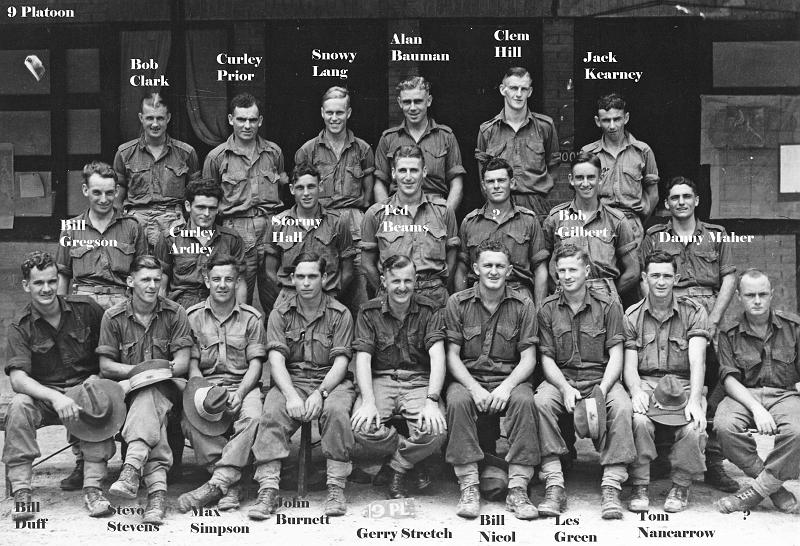 9 Platoon
Bob
Clark
Curley
Prior
Snowy
Lang
Alan
Bauman
Clem
Hill
Jack
Kearney
Bill
Gregson
Curley
Ardley
Stormy
Hall
Ted
Beams
?
Bob
Gilbert
Danny Maher
Bill
Duff
Steve
Stevens
Max
Simpson
John
Burnett
9 PL.
Gerry Stretch
Bill
Nicol
Les
Green
Tom
Nancarrow
?